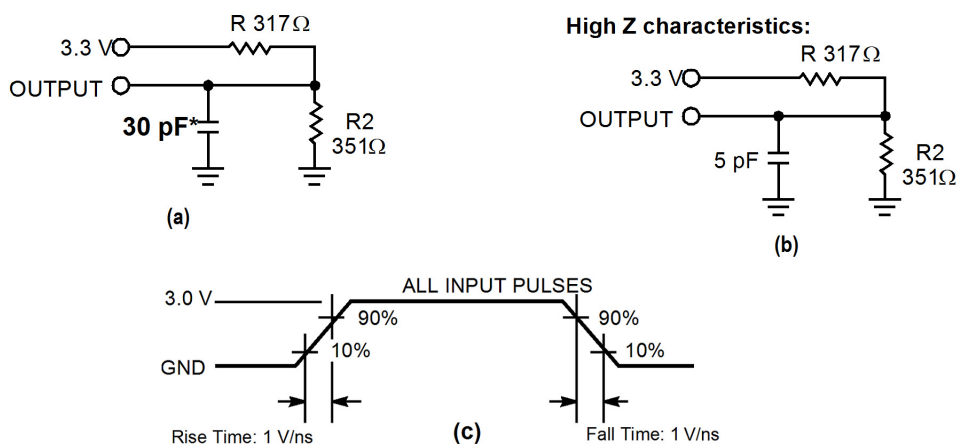 R 317Ω
3.3 V
OUTPUT
30 pF*
R2
351Ω
(a)
High Z characteristics:
R 317Ω
3.3 V
OUTPUT
5 pF
R2
351Ω
(b)
ALL INPUT PULSES
3.0 V
90%
10%
GND
90%
10%
Rise Time: 1 V/ns
(c)
Fall Time: 1 V/ns